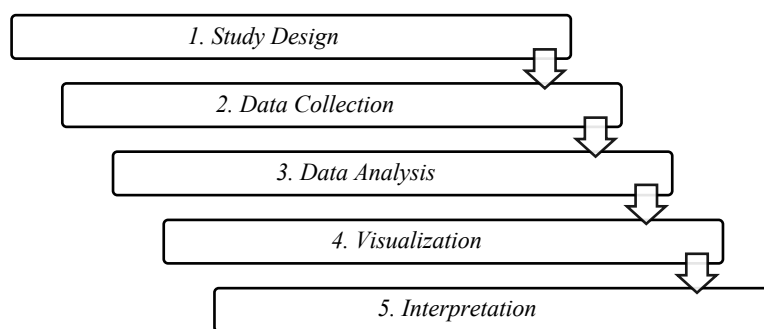 1. Study Design
2. Data Collection
3. Data Analysis
4. Visualization
5. Interpretation